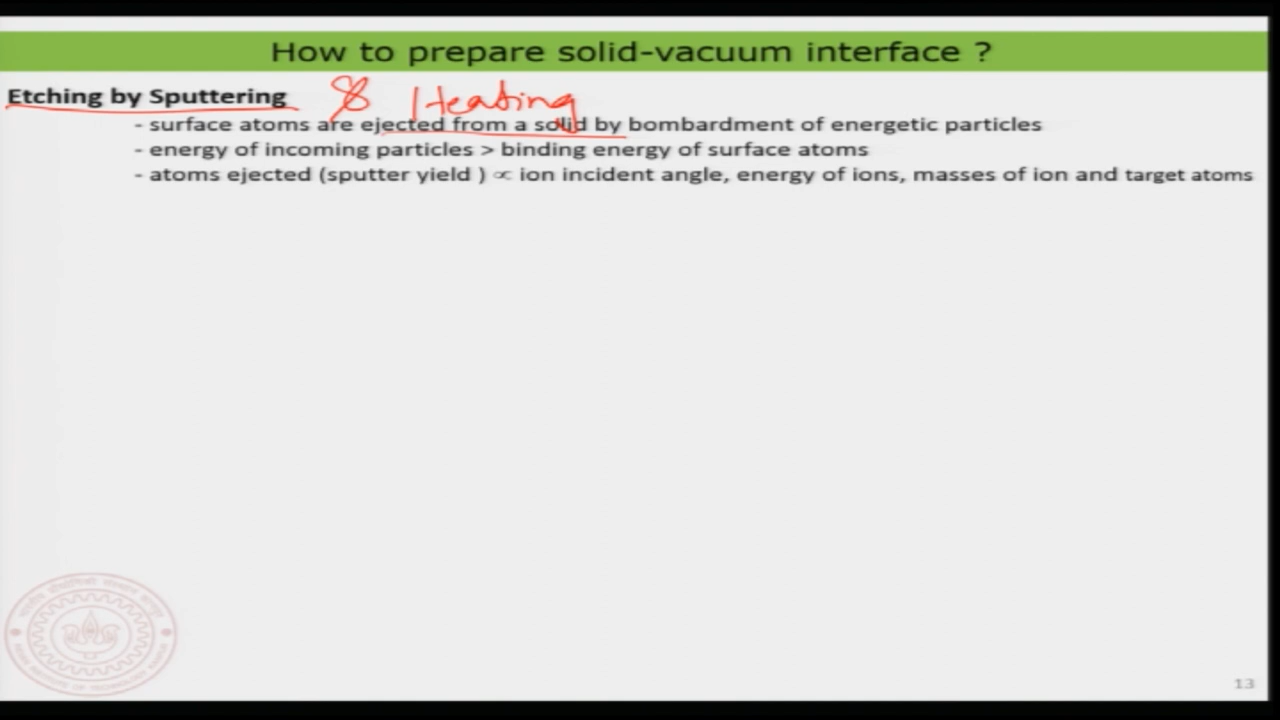 How to prepare solid-vacuum interface ?
Etching by Sputtering & Heating
- surface atoms are ejected from a solid by bombardment of energetic particles
- energy of incoming particles > binding energy of surface atoms
- atoms ejected (sputter yield ) ∝ ion incident angle, energy of ions, masses of ion and target atoms
13